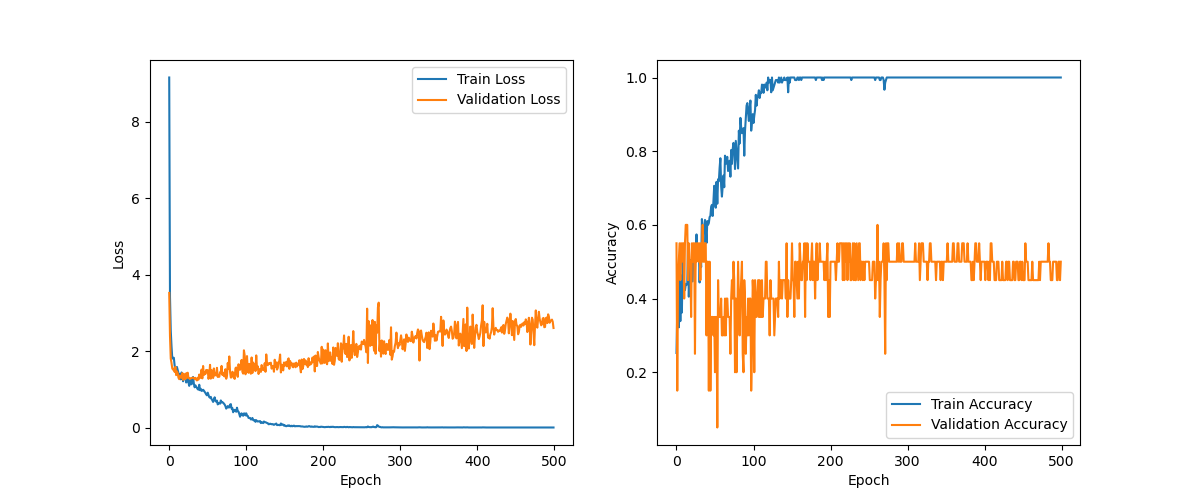 Train Loss
Validation Loss
8
6
4
2
0
Loss
0 100 200 300 400 500
Epoch
1.0
0.8
0.6
0.4
0.2
Accuracy
Train Accuracy
Validation Accuracy
0 100 200 300 400 500
Epoch